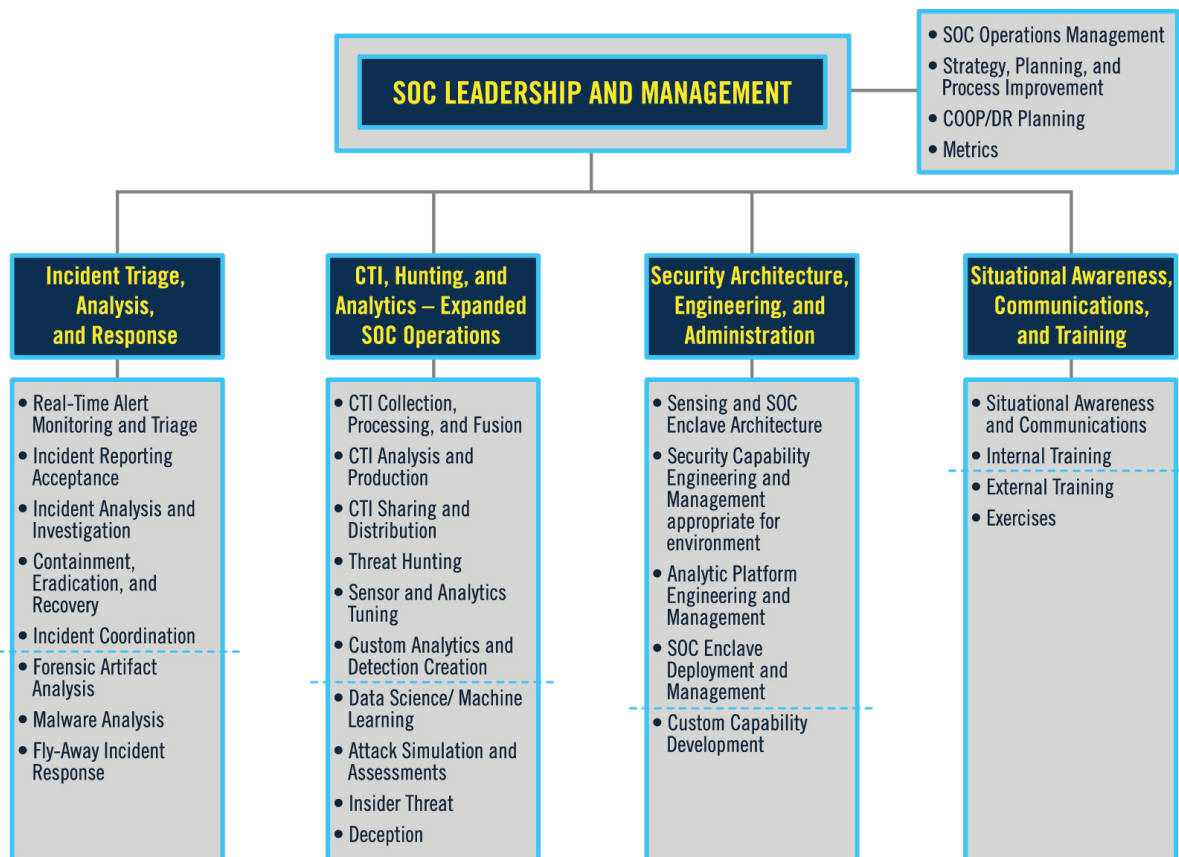 SOC LEADERSHIP AND MANAGEMENT
• SOC Operations Management
• Strategy, Planning, and
Process Improvement
• COOP/DR Planning
• Metrics
Incident Triage,
Analysis,
and Response
• Real-Time Alert
Monitoring and Triage
• Incident Reporting
Acceptance
• Incident Analysis and
Investigation
• Containment,
Eradication, and
Recovery
• Incident Coordination
• Forensic Artifact
Analysis
• Malware Analysis
• Fly-Away Incident
Response
CTI, Hunting, and
Analytics – Expanded
SOC Operations
• CTI Collection,
Processing, and Fusion
• CTI Analysis and
Production
• CTI Sharing and
Distribution
• Threat Hunting
• Sensor and Analytics
Tuning
• Custom Analytics and
Detection Creation
• Data Science/ Machine
Learning
• Attack Simulation and
Assessments
• Insider Threat
• Deception
Security Architecture,
Engineering, and
Administration
• Sensing and SOC
Enclave Architecture
• Security Capability
Engineering and
Management
appropriate for
environment
• Analytic Platform
Engineering and
Management
• SOC Enclave
Deployment and
Management
• Custom Capability
Development
Situational Awareness,
Communications,
and Training
• Situational Awareness
and Communications
• Internal Training
• External Training
• Exercises